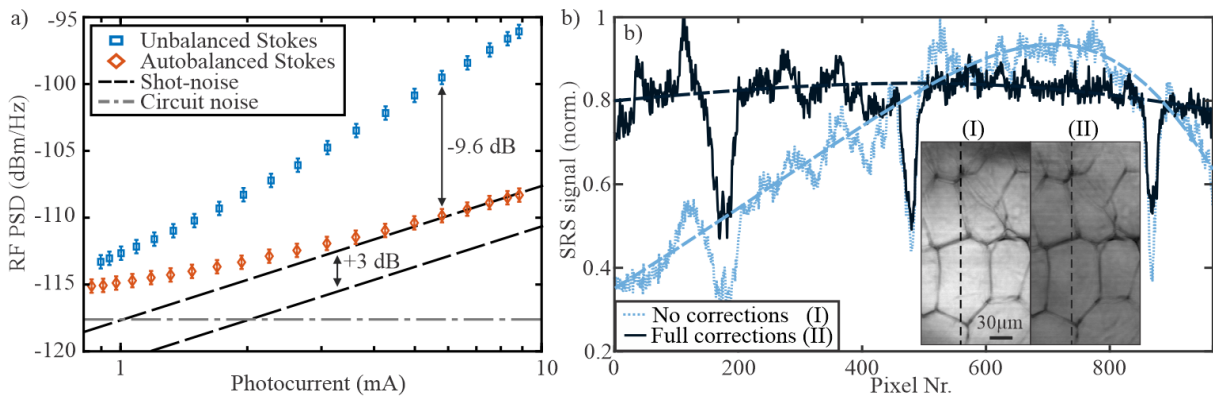 a)
-95
-100
-105
-110
-115
-120
RF PSD (dBm/Hz)
Unbalanced Stokes
Autobalanced Stokes
Shot-noise
Circuit noise
-9.6 dB
+3 dB
1
10
Photocurrent (mA)
b)
1
0.8
0.6
0.4
0.2
SRS signal (norm.)
b)
(I)
(II)
30μm
No corrections (I)
Full corrections (II)
0
200
400
600
800
Pixel Nr.